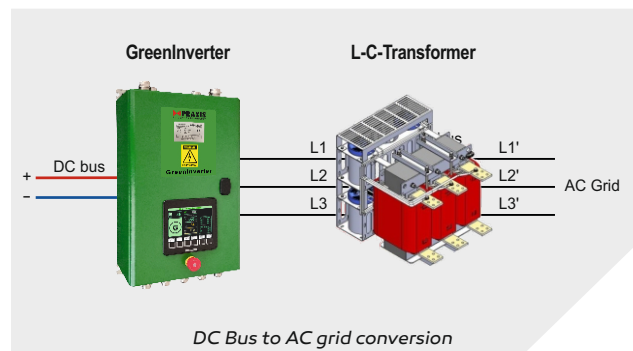 GreenInverter
L-C-Transformer
PRAXIS
GreenInverter
+
DC bus
−
L1
L2
L3
L1'
L2'
L3'
AC Grid
DC Bus to AC grid conversion